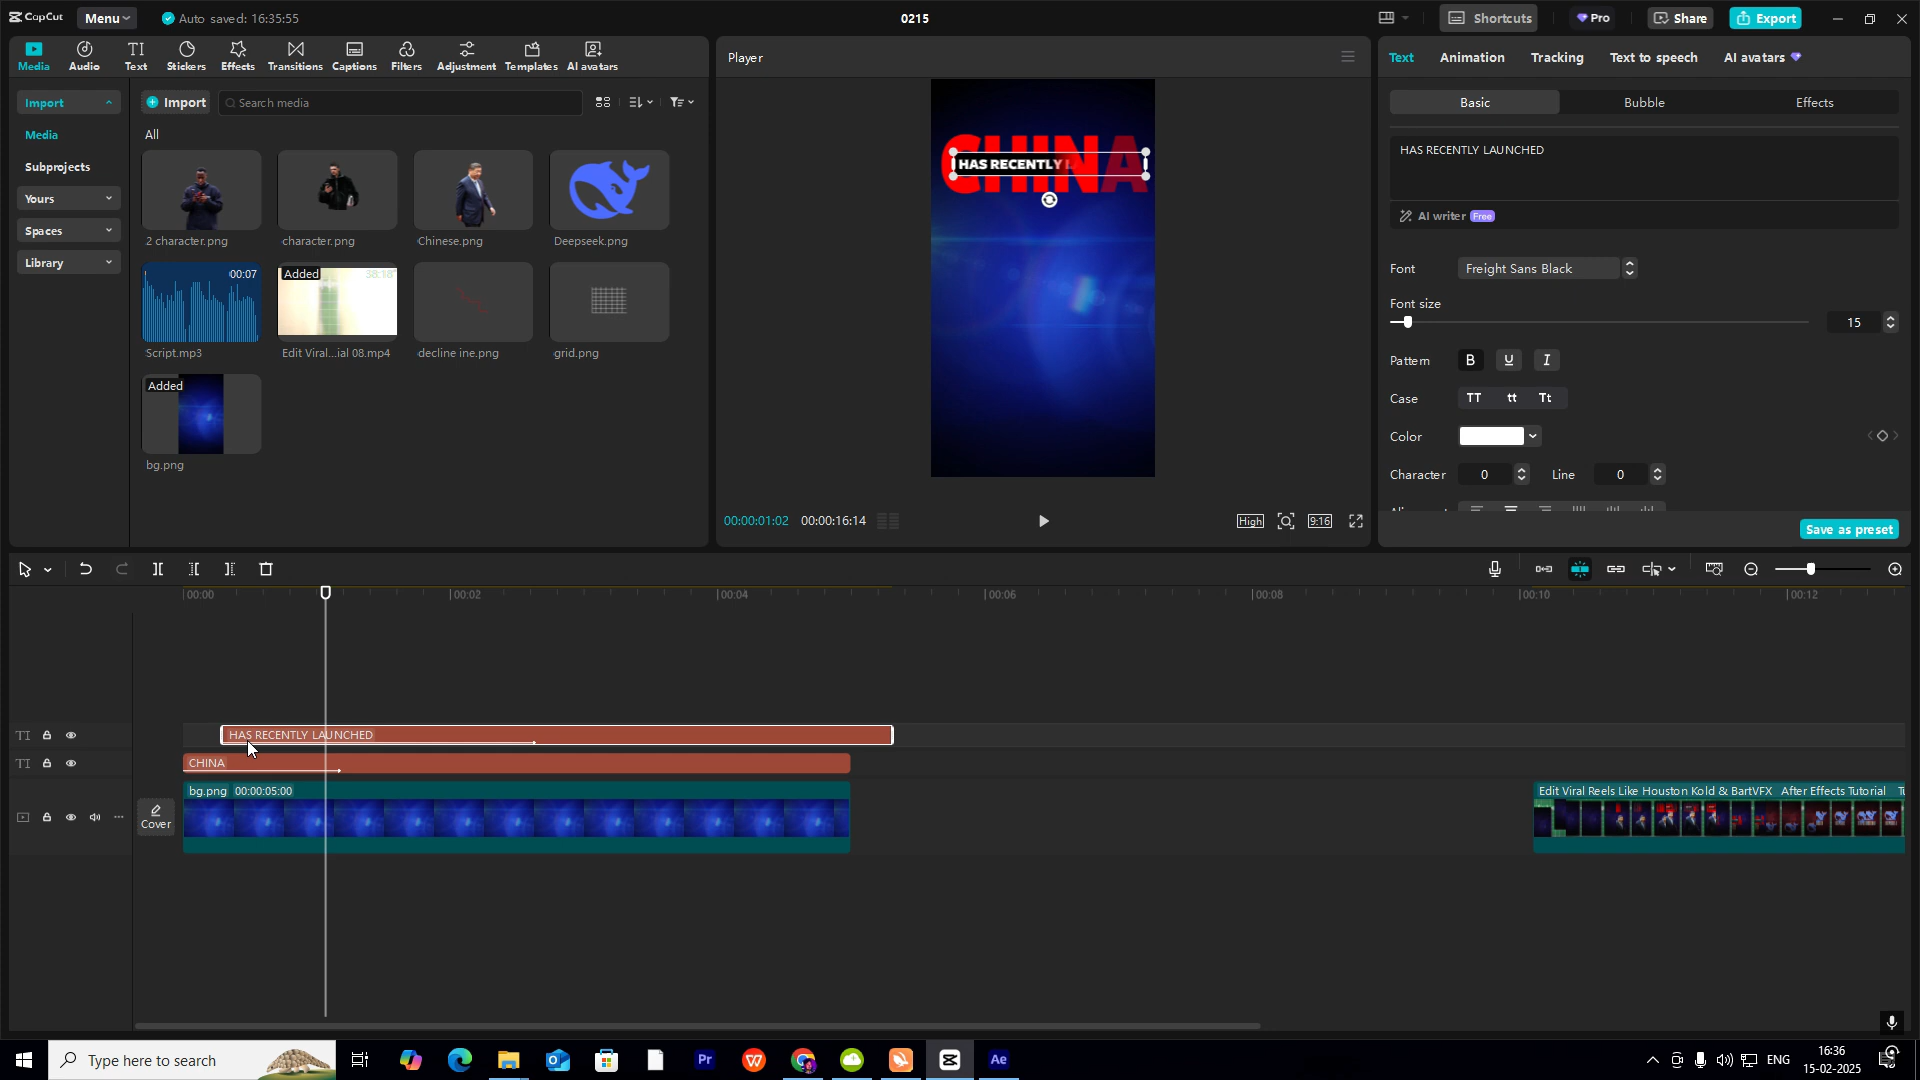 CapCut
Menu
Auto saved: 16:35:55
0215
Shortcuts
Pro
Share
Export
Media
Audio
Text
Stickers
Effects
Transitions
Captions
Filters
Adjustment
Templates
AI avatars
Player
Text
Animation
Tracking
Text to speech
AI avatars
Import
Media
Subprojects
Yours
Spaces
Library
Import
Search media
All
2 character.png
character.png
Chinese.png
Deepseek.png
00:07
Added
38:18
Script.mp3
Edit Viral...ial 08.mp4
decline ine.png
grid.png
Added
bg.png
CHINA
HAS RECENTLY L
00:00:01:02
00:00:16:14
High
9:16
Basic
Bubble
Effects
HAS RECENTLY LAUNCHED
AI writer
Free
Font
Freight Sans Black
Font size
15
Pattern
B
U
I
Case
TT
tt
Tt
Color
Character
0
Line
0
Save as preset
00:00
00:02
00:04
00:06
00:08
00:10
00:12
TI
HAS RECENTLY LAUNCHED
TI
CHINA
Cover
bg.png 00:00:05:00
Edit Viral Reels Like Houston Kold & BartVFX After Effects Tutorial
Type here to search
Pr
W
Ae
ENG
16:36
15-02-2025